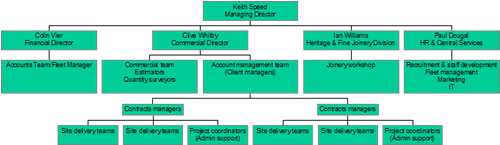 Keith Speed
Managing Director
Colin Vier
Financial Director
Clive Whitby
Commercial Director
Ian Williams
Heritage & Fine Joinery Division
Paul Dougal
HR & Central Services
Accounts Team/Fleet Manager
Commercial team
Estimators
Quantity surveyors
Account management team
(Client managers)
Joinery workshop
Recruitment & staff development
Fleet management
Marketing
IT
Contracts managers
Contracts managers
Site delivery teams
Site delivery teams
Project coordinators
(Admin support)
Site delivery teams
Site delivery teams
Project coordinators
(Admin support)